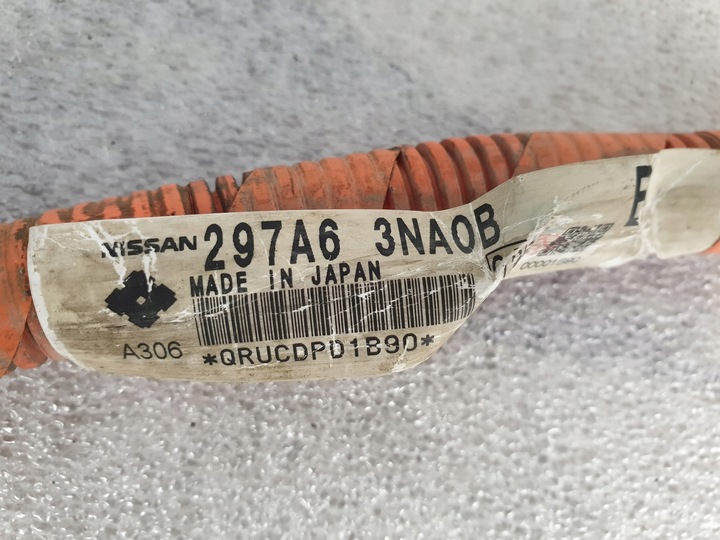 NISSAN 297A6 3NA0B
MADE IN JAPAN
A306 *QRUCDPD1B90*